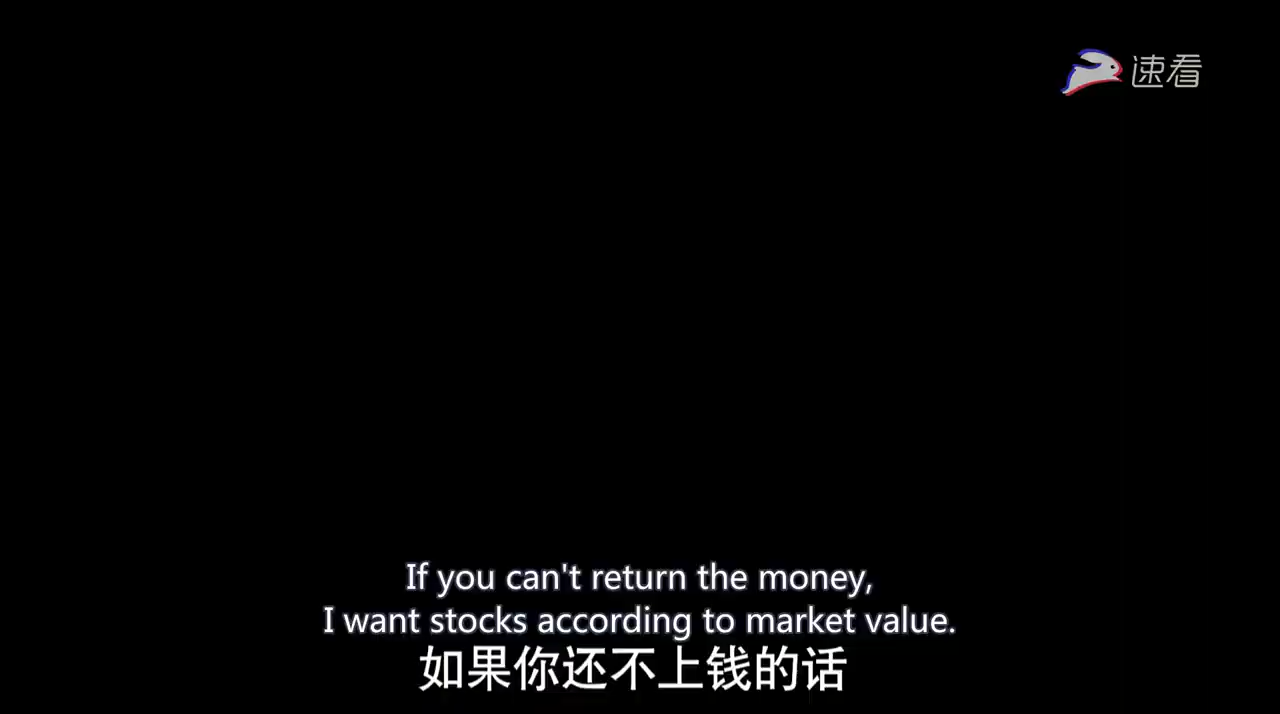 速看
If you can't return the money,
I want stocks according to market value.
如果你还不上钱的话